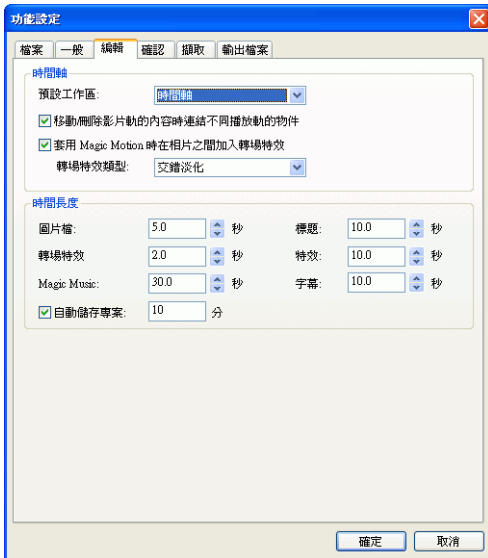 功能設定
檔案 一般 編輯 確認 擷取 輸出檔案
時間軸
預設工作區: 時間軸
移動/刪除影片軌的內容時連結不同播放軌的物件
套用 Magic Motion 時在相片之間加入轉場特效
轉場特效類型: 交錯淡化
時間長度
圖片檔: 5.0 秒 標題: 10.0 秒
轉場特效 2.0 秒 特效: 10.0 秒
Magic Music: 30.0 秒 字幕: 10.0 秒
自動儲存專案: 10 分
確定 取消